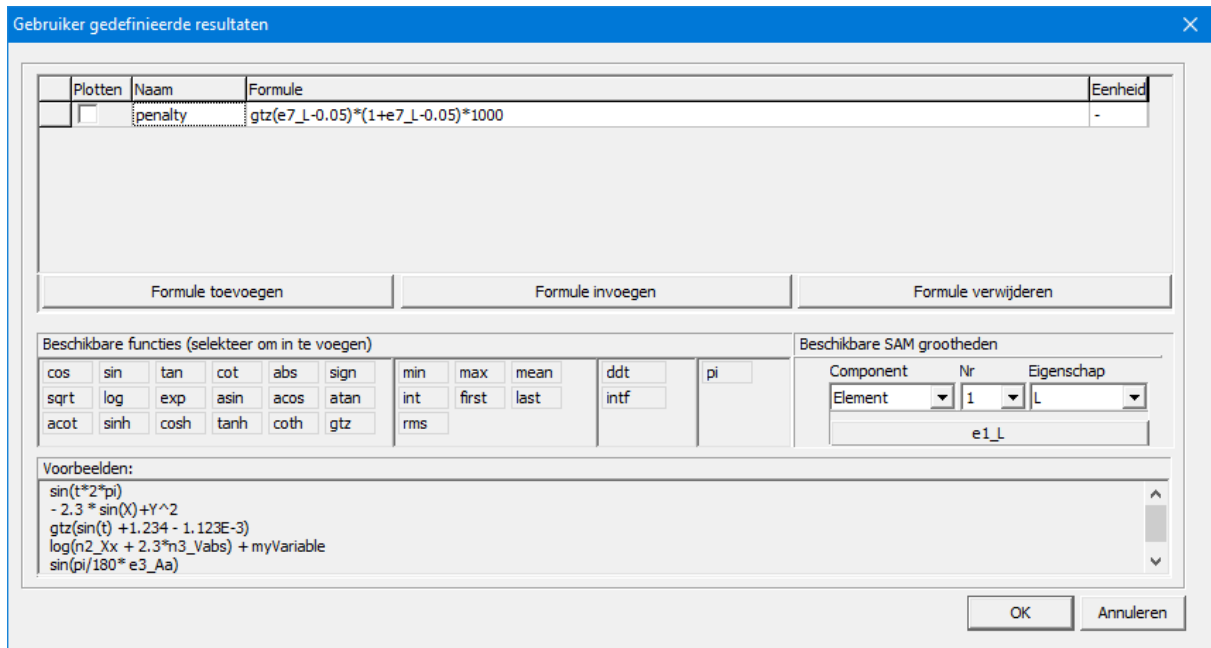 Gebruiker gedefinieerde resultaten
Plotten Naam Formule Eenheid
penalty gtz(e7_L-0.05)*(1+e7_L-0.05)*1000 -
Formule toevoegen Formule invoegen Formule verwijderen
Beschikbare functies (selekteer om in te voegen) Beschikbare SAM grootheden
cos sin tan cot abs sign min max mean ddt pi Component Nr Eigenschap
sqrt log exp asin acos atan int first last intf Element 1 L
acot sinh cosh tanh coth gtz rms e1_L
Voorbeelden:
sin(t*2*pi)
- 2.3 * sin(X)+Y^2
gtz(sin(t) +1.234 - 1.123E-3)
log(n2_Xx + 2.3*n3_Vabs) + myVariable
sin(pi/180* e3_Aa)
OK Annuleren